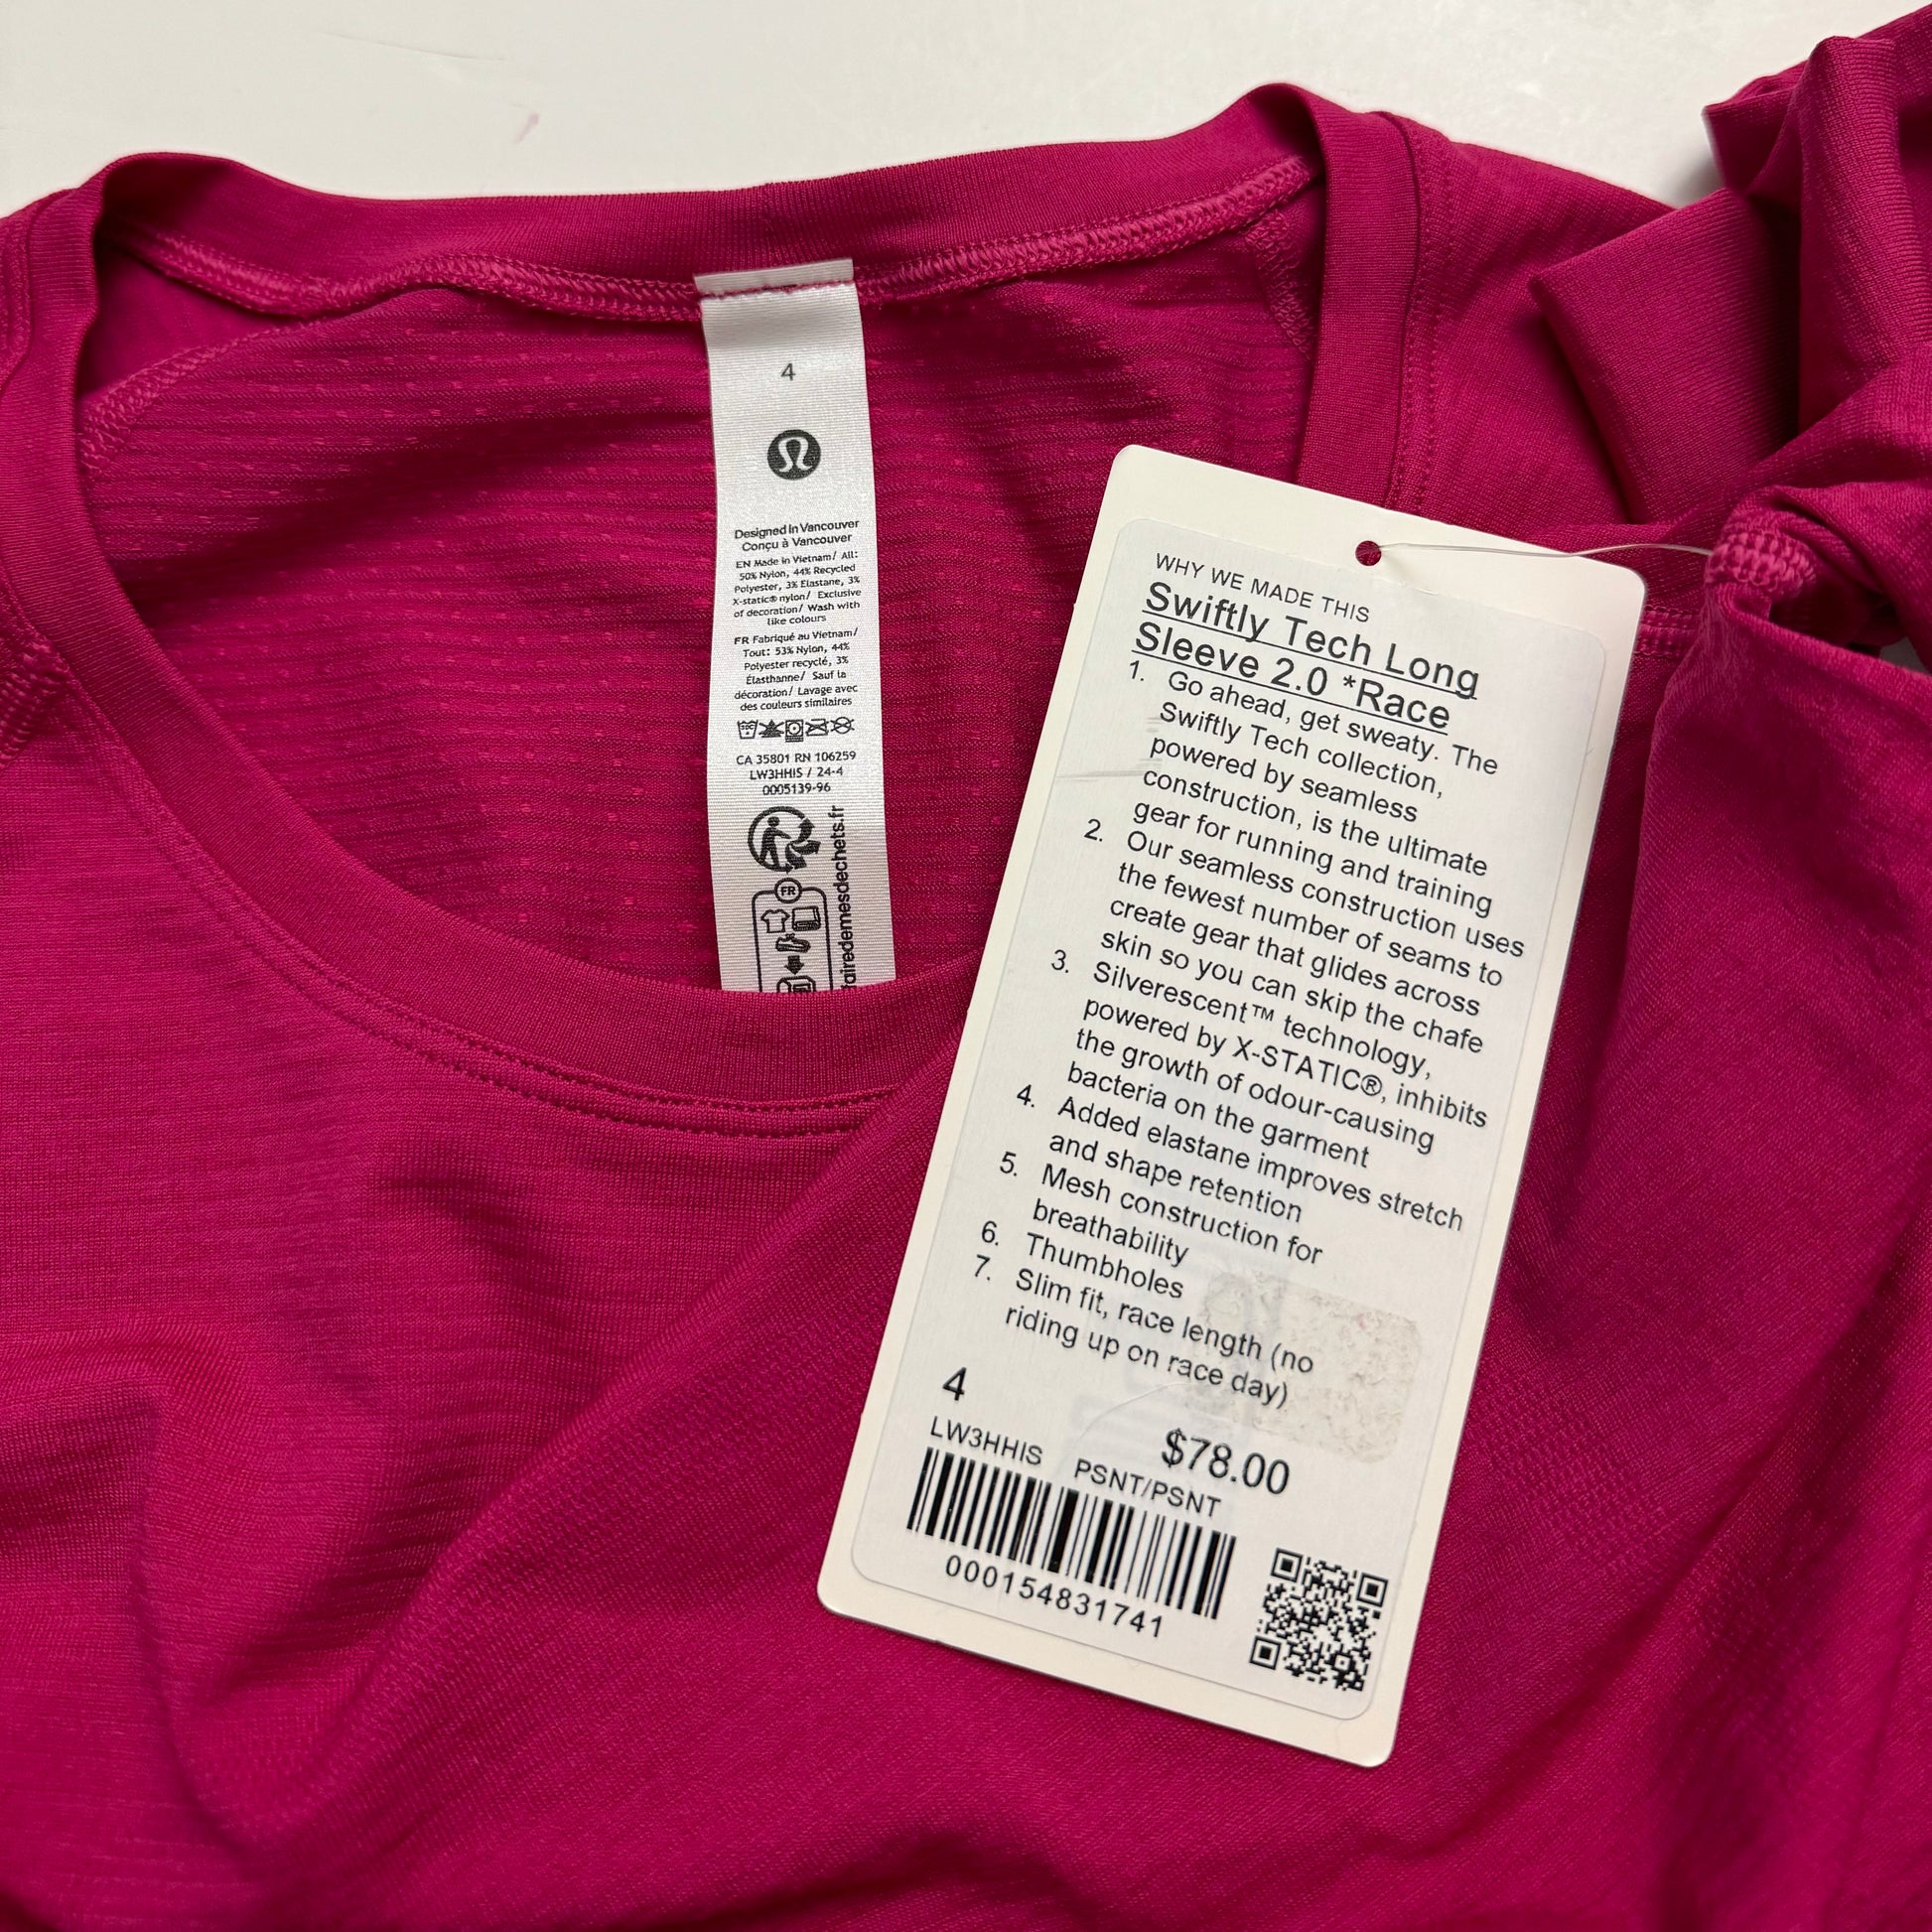 4
Designed in Vancouver
Conçu à Vancouver
EN Made in Vietnam/ All:
50% Nylon, 44% Recycled
Polyester, 3% Elastane, 3%
X-static® nylon/ Exclusive
of decoration/ Wash with
like colours
FR Fabriqué au Vietnam/
Tout: 53% Nylon, 44%
Polyester recyclé, 3%
Élasthanne/ Sauf la
décoration/ Lavage avec
des couleurs similaires
CA 35801 RN 106259
LW3HHIS / 24-4
0005139-96
FR
fairedemesdechets.fr
WHY WE MADE THIS
Swiftly Tech Long
Sleeve 2.0 *Race
1. Go ahead, get sweaty. The
Swiftly Tech collection,
powered by seamless
construction, is the ultimate
gear for running and training
2. Our seamless construction uses
the fewest number of seams to
create gear that glides across
skin so you can skip the chafe
3. Silverescent™ technology,
powered by X-STATIC®, inhibits
the growth of odour-causing
bacteria on the garment
4. Added elastane improves stretch
and shape retention
5. Mesh construction for
breathability
6. Thumbholes
7. Slim fit, race length (no
riding up on race day)
4
$78.00
LW3HHIS PSNT/PSNT
000154831741